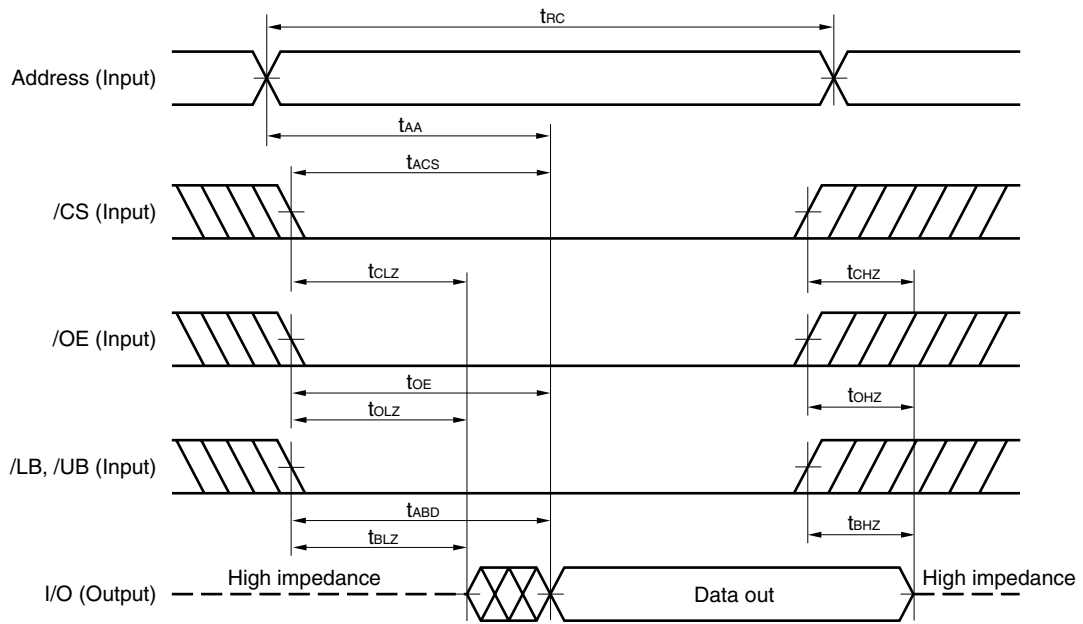 tRC
Address (Input)
tAA
tACS
/CS (Input)
tCLZ
tCHZ
/OE (Input)
tOE
tOLZ
tOHZ
/LB, /UB (Input)
tABD
tBLZ
tBHZ
High impedance
High impedance
I/O (Output)
Data out